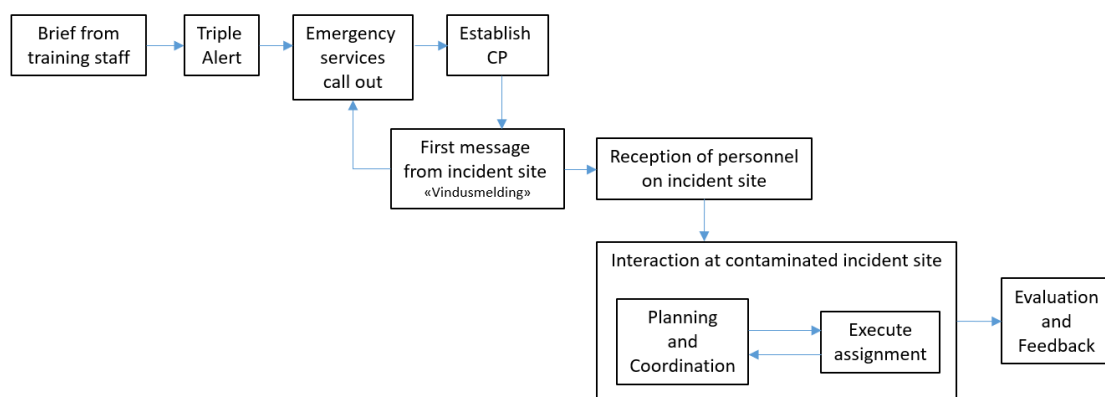 Brief from
training staff
Triple
Alert
Emergency
services
call out
Establish
CP
First message
from incident site
«Vindusmelding»
Reception of personnel
on incident site
Interaction at contaminated incident site
Planning
and
Coordination
Execute
assignment
Evaluation
and
Feedback